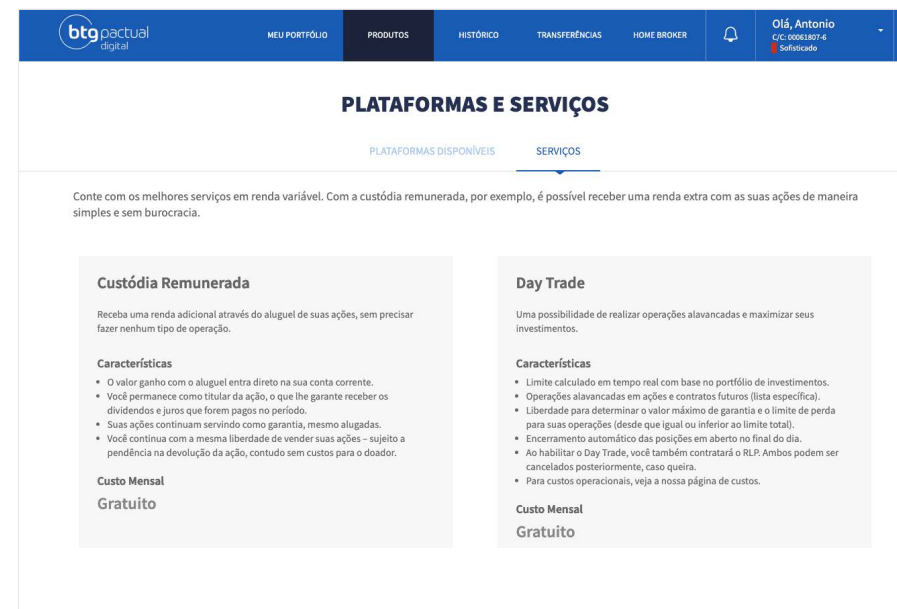 btg pactual
digital
MEU PORTFÓLIO
PRODUTOS
HISTÓRICO
TRANSFERÊNCIAS
HOME BROKER
Olá, Antonio
C/C: 00061807-6
Sofisticado
PLATAFORMAS E SERVIÇOS
PLATAFORMAS DISPONÍVEIS
SERVIÇOS
Conte com os melhores serviços em renda variável. Com a custódia remunerada, por exemplo, é possível receber uma renda extra com as suas ações de maneira
simples e sem burocracia.
Custódia Remunerada
Receba uma renda adicional através do aluguel de suas ações, sem precisar
fazer nenhum tipo de operação.
Características
• O valor ganho com o aluguel entra direto na sua conta corrente.
• Você permanece como titular da ação, o que lhe garante receber os
dividendos e juros que forem pagos no período.
• Suas ações continuam servindo como garantia, mesmo alugadas.
• Você continua com a mesma liberdade de vender suas ações – sujeito a
pendência na devolução da ação, contudo sem custos para o doador.
Custo Mensal
Gratuito
Day Trade
Uma possibilidade de realizar operações alavancadas e maximizar seus
investimentos.
Características
• Limite calculado em tempo real com base no portfólio de investimentos.
• Operações alavancadas em ações e contratos futuros (lista específica).
• Liberdade para determinar o valor máximo de garantia e o limite de perda
para suas operações (desde que igual ou inferior ao limite total).
• Encerramento automático das posições em aberto no final do dia.
• Ao habilitar o Day Trade, você também contratará o RLP. Ambos podem ser
cancelados posteriormente, caso queira.
• Para custos operacionais, veja a nossa página de custos.
Custo Mensal
Gratuito